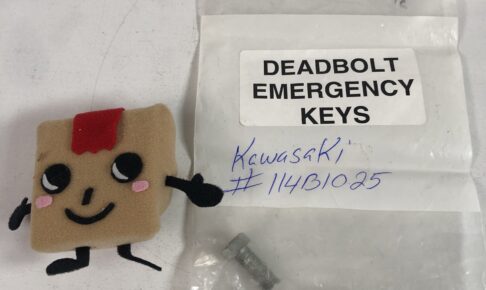 DEADBOLT
EMERGENCY
KEYS
Kawasaki
#114B1025